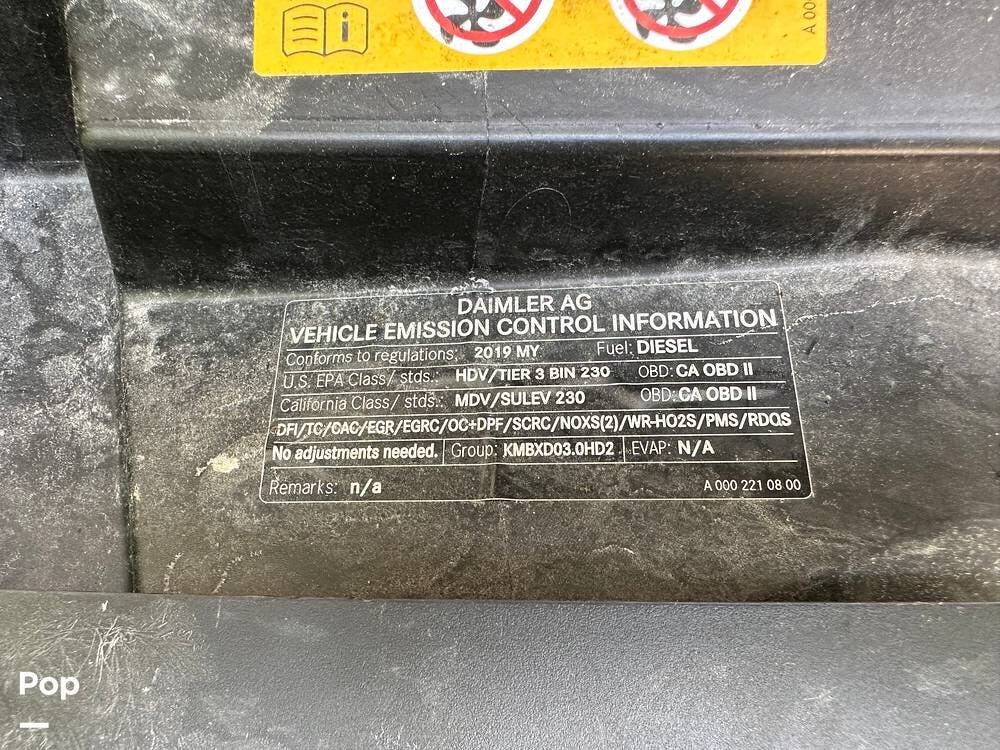 A 00
DAIMLER AG
VEHICLE EMISSION CONTROL INFORMATION
Conforms to regulations: 2019 MY Fuel: DIESEL
U.S. EPA Class/ stds.: HDV/TIER 3 BIN 230 OBD: CA OBD II
California Class/ stds.: MDV/SULEV 230 OBD: CA OBD II
DFI/TC/CAC/EGR/EGRC/OC+DPF/SCRC/NOXS(2)/WR-HO2S/PMS/RDQS
No adjustments needed. Group: KMBXD03.0HD2 EVAP: N/A
Remarks: n/a A 000 221 08 00
Pop